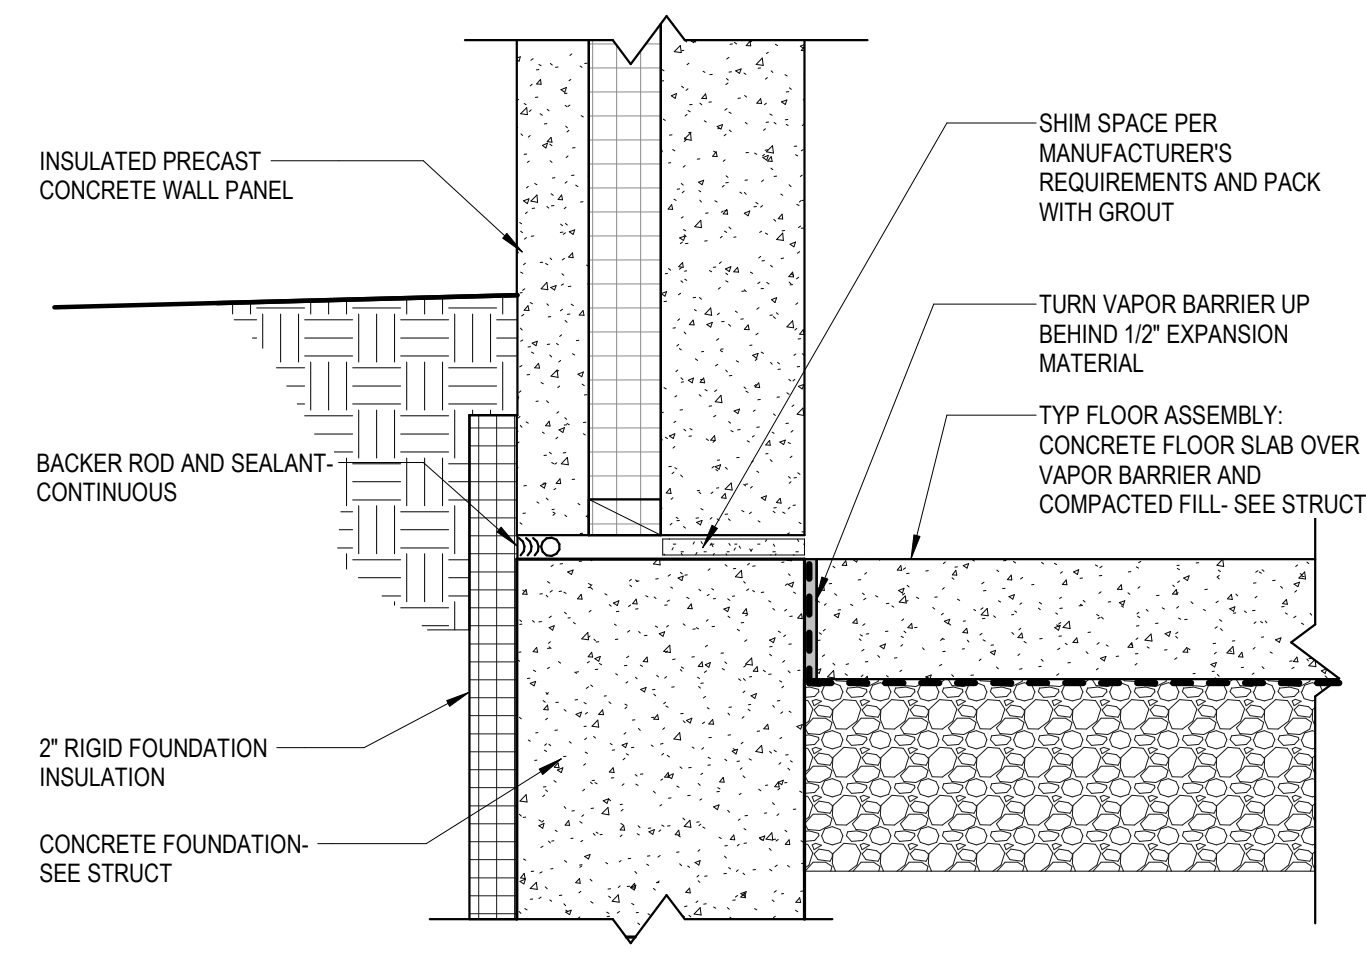 INSULATED PRECAST
CONCRETE WALL PANEL
BACKER ROD AND SEALANT-
CONTINUOUS
2" RIGID FOUNDATION
INSULATION
CONCRETE FOUNDATION-
SEE STRUCT
SHIM SPACE PER
MANUFACTURER'S
REQUIREMENTS AND PACK
WITH GROUT
TURN VAPOR BARRIER UP
BEHIND 1/2" EXPANSION
MATERIAL
TYP FLOOR ASSEMBLY:
CONCRETE FLOOR SLAB OVER
VAPOR BARRIER AND
COMPACTED FILL- SEE STRUCT